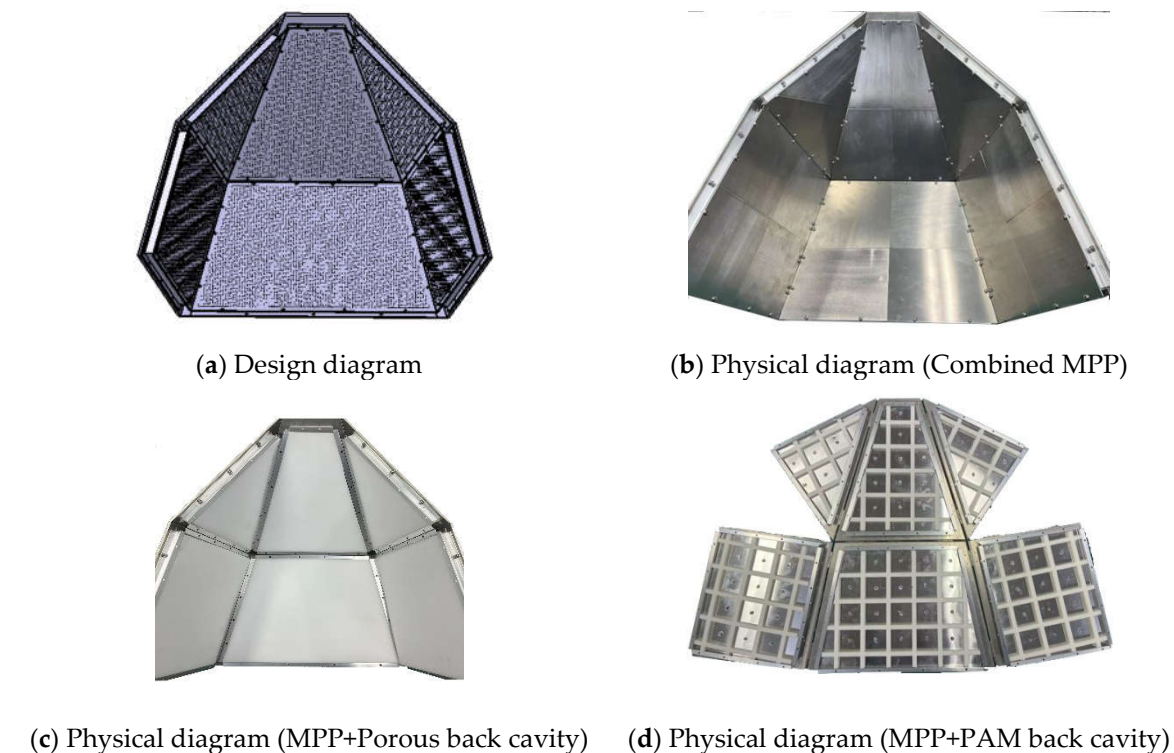 (a) Design diagram
(b) Physical diagram (Combined MPP)
(c) Physical diagram (MPP+Porous back cavity)
(d) Physical diagram (MPP+PAM back cavity)